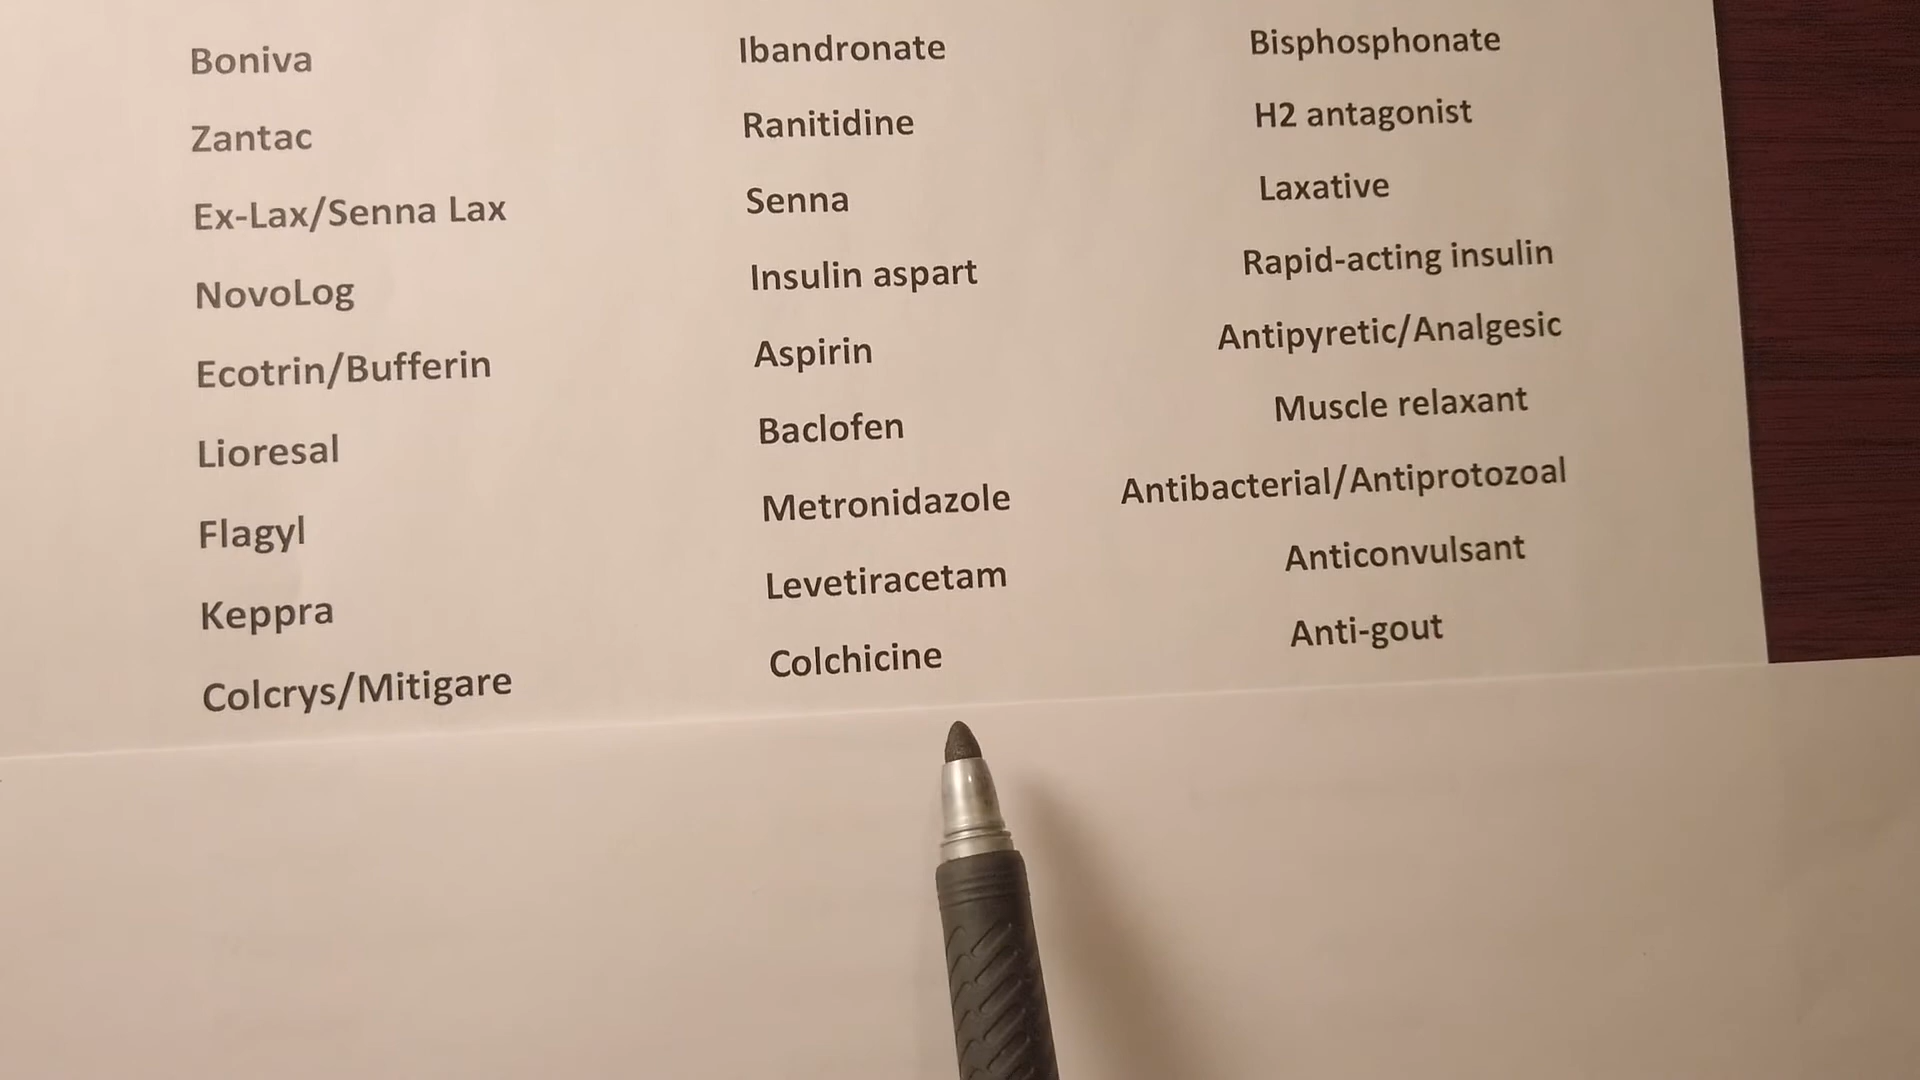 Boniva Ibandronate Bisphosphonate
Zantac Ranitidine H2 antagonist
Ex-Lax/Senna Lax Senna Laxative
NovoLog Insulin aspart Rapid-acting insulin
Ecotrin/Bufferin Aspirin Antipyretic/Analgesic
Lioresal Baclofen Muscle relaxant
Flagyl Metronidazole Antibacterial/Antiprotozoal
Keppra Levetiracetam Anticonvulsant
Colcrys/Mitigare Colchicine Anti-gout